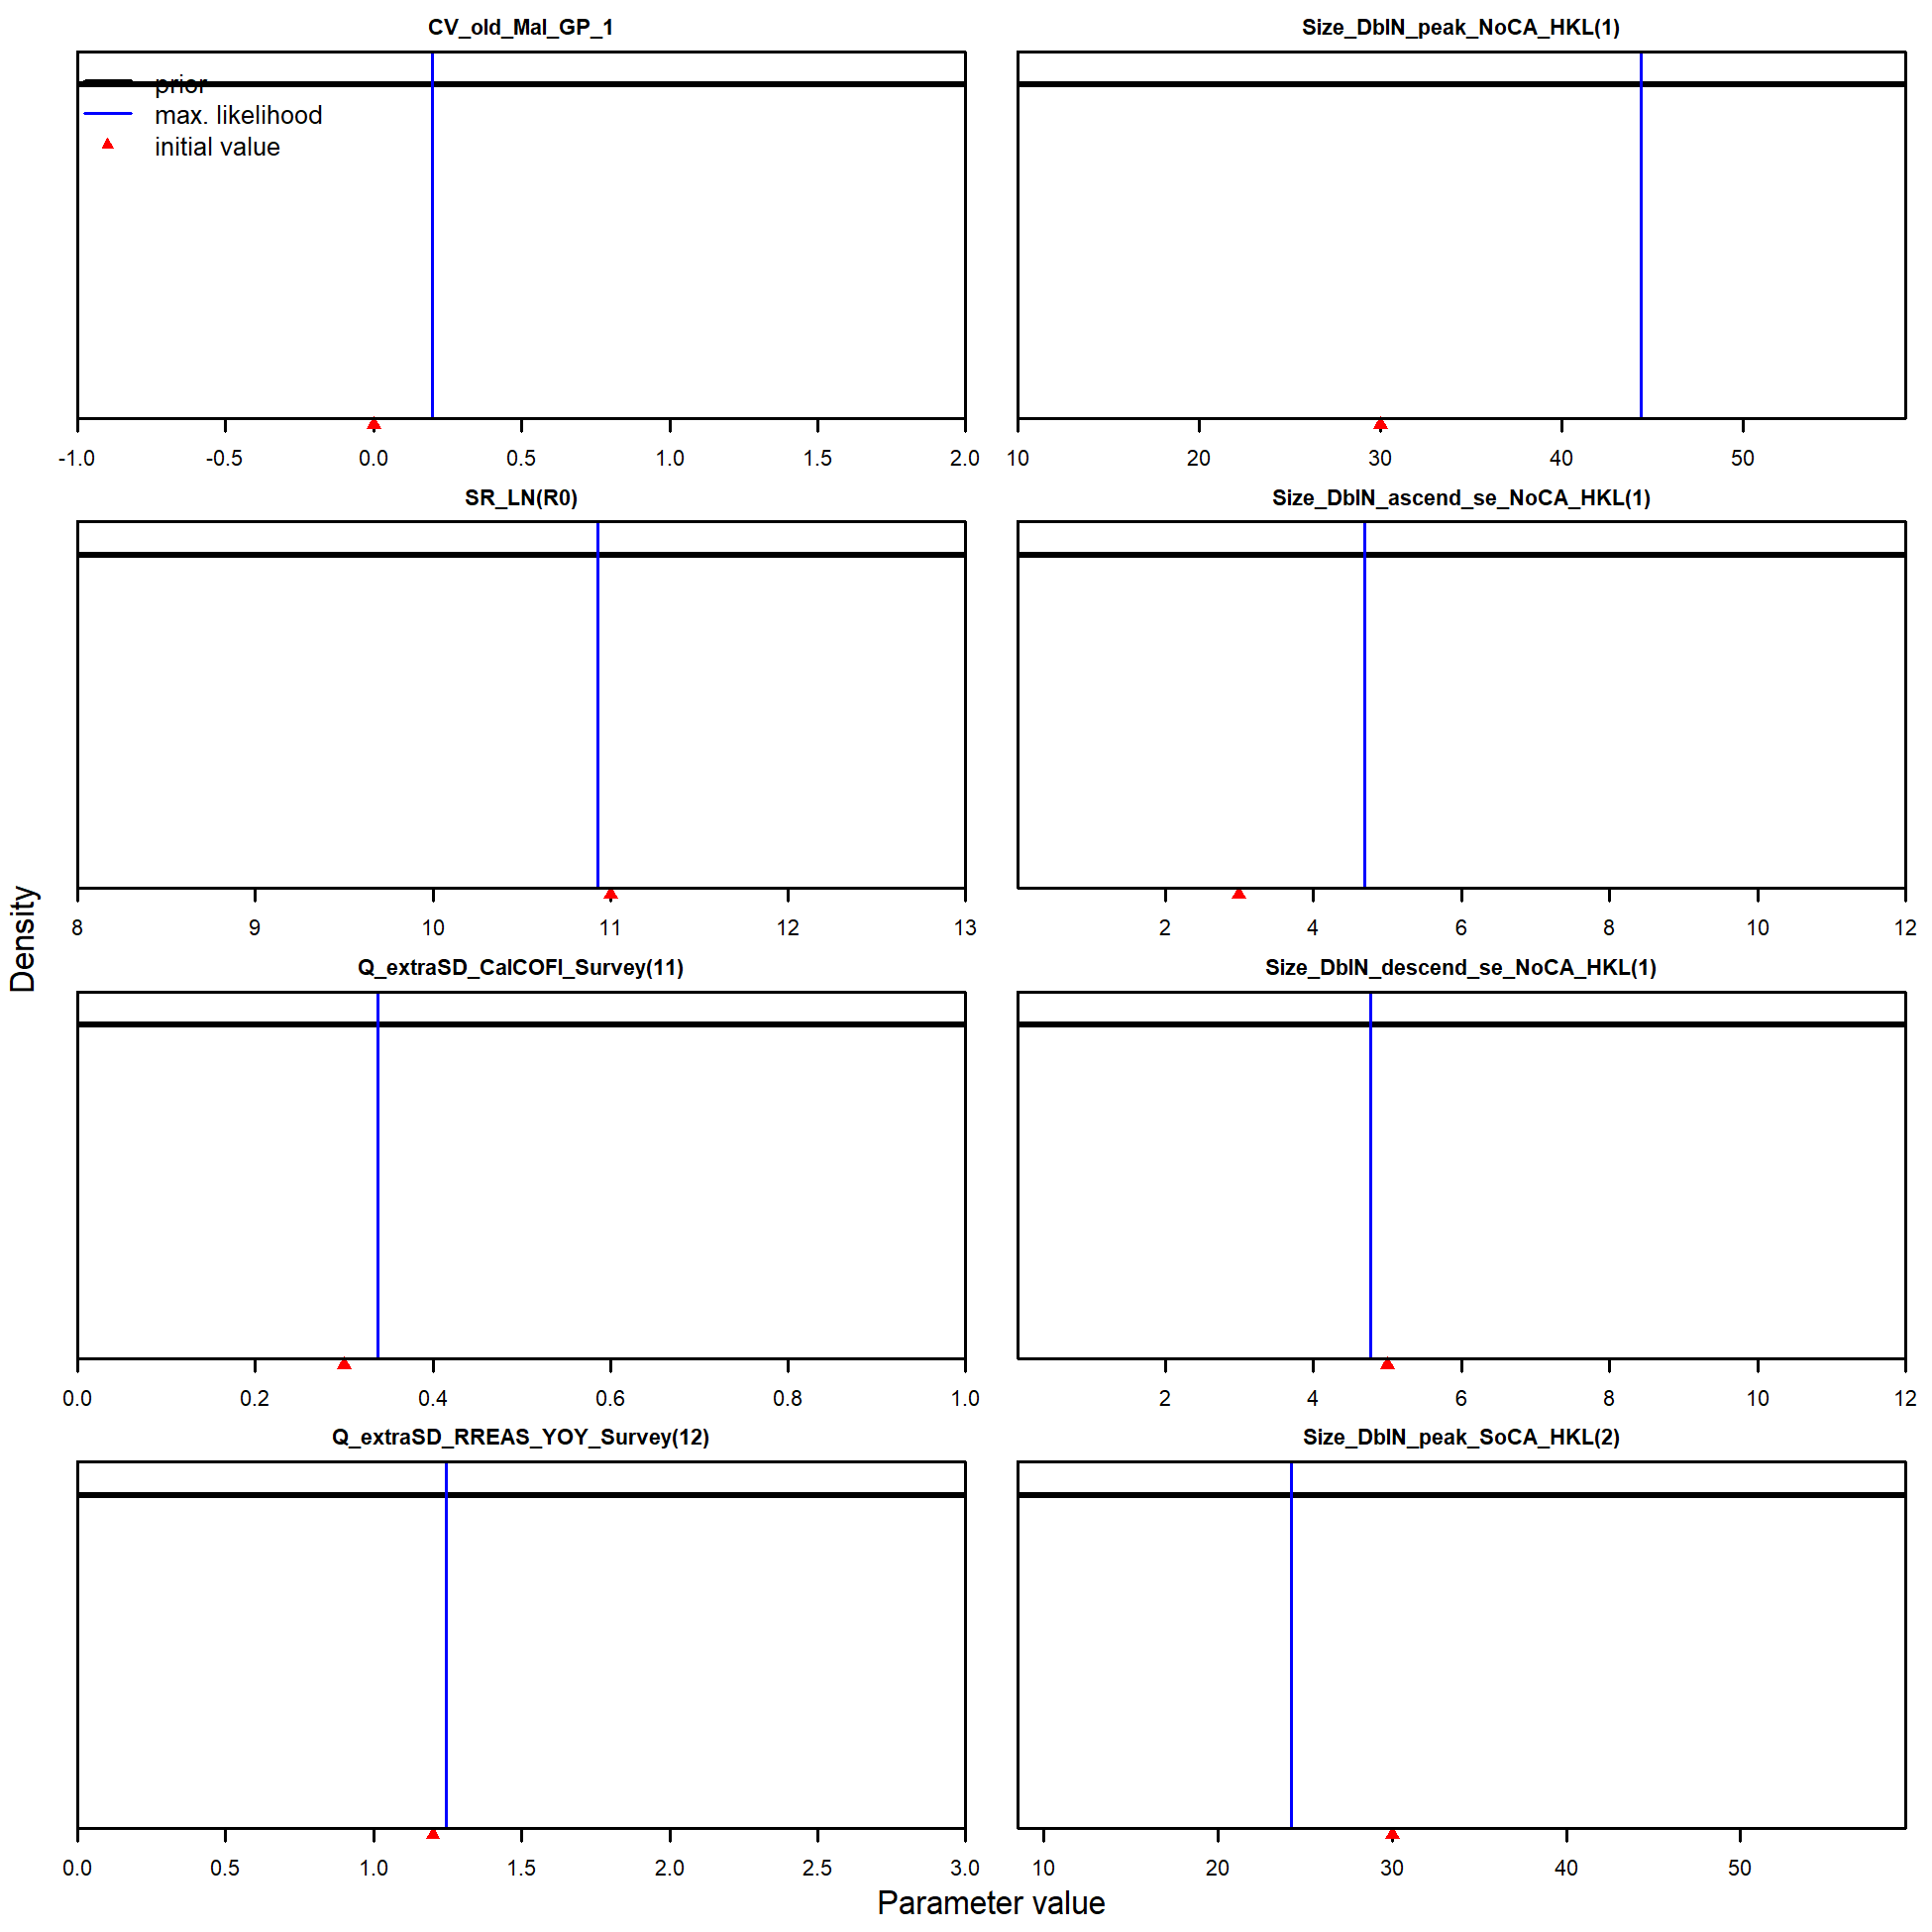 CV_old_Mal_GP_1
prior
max. likelihood
initial value
-1.0 -0.5 0.0 0.5 1.0 1.5 2.0
Size_DblN_peak_NoCA_HKL(1)
10 20 30 40 50
SR_LN(R0)
8 9 10 11 12 13
Size_DblN_ascend_se_NoCA_HKL(1)
2 4 6 8 10 12
Q_extraSD_CalCOFI_Survey(11)
0.0 0.2 0.4 0.6 0.8 1.0
Size_DblN_descend_se_NoCA_HKL(1)
2 4 6 8 10 12
Q_extraSD_RREAS_YOY_Survey(12)
0.0 0.5 1.0 1.5 2.0 2.5 3.0
Size_DblN_peak_SoCA_HKL(2)
10 20 30 40 50
Density
Parameter value